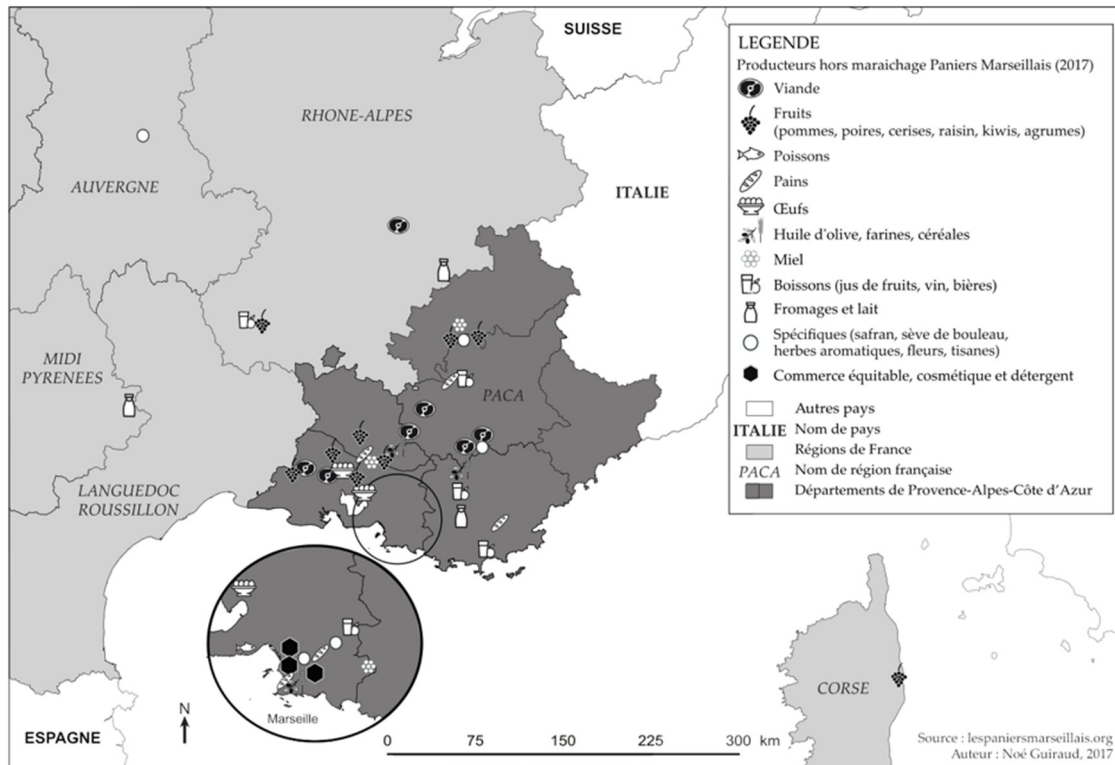 SUISSE
RHONE-ALPES
AUVERGNE
ITALIE
MIDI
PYRENEES
PACA
LANGUEDOC
ROUSSILLON
CORSE
ESPAGNE
N
Marseille
0 75 150 225 300 km
LEGENDE
Producteurs hors maraichage Paniers Marseillais (2017)
Viande
Fruits
(pommes, poires, cerises, raisin, kiwis, agrumes)
Poissons
Pains
Œufs
Huile d'olive, farines, céréales
Miel
Boissons (jus de fruits, vin, bières)
Fromages et lait
Spécifiques (safran, sève de bouleau,
herbes aromatiques, fleurs, tisanes)
Commerce équitable, cosmétique et détergent
Autres pays
ITALIE Nom de pays
Régions de France
PACA Nom de région française
Départements de Provence-Alpes-Côte d'Azur
Source : lespaniersmarseillais.org
Auteur : Noé Guiraud, 2017